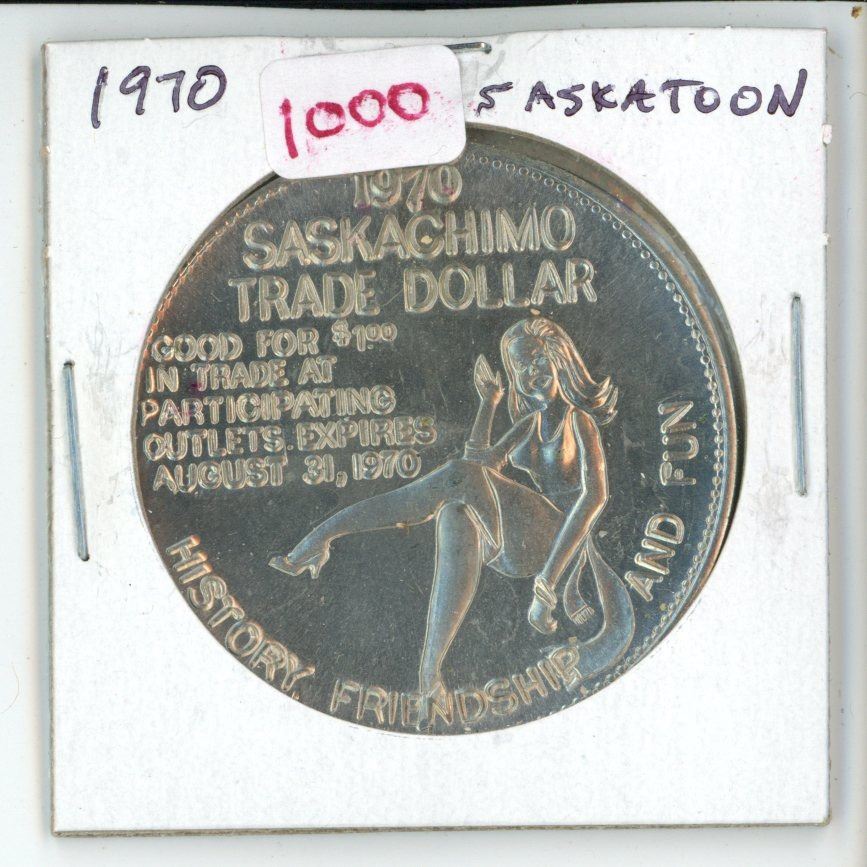 1970 1000 SASKATOON
1970
SASKACHIMO
TRADE DOLLAR
GOOD FOR $1.00
IN TRADE AT
PARTICIPATING
OUTLETS. EXPIRES
AUGUST 31, 1970
HISTORY, FRIENDSHIP AND FUN